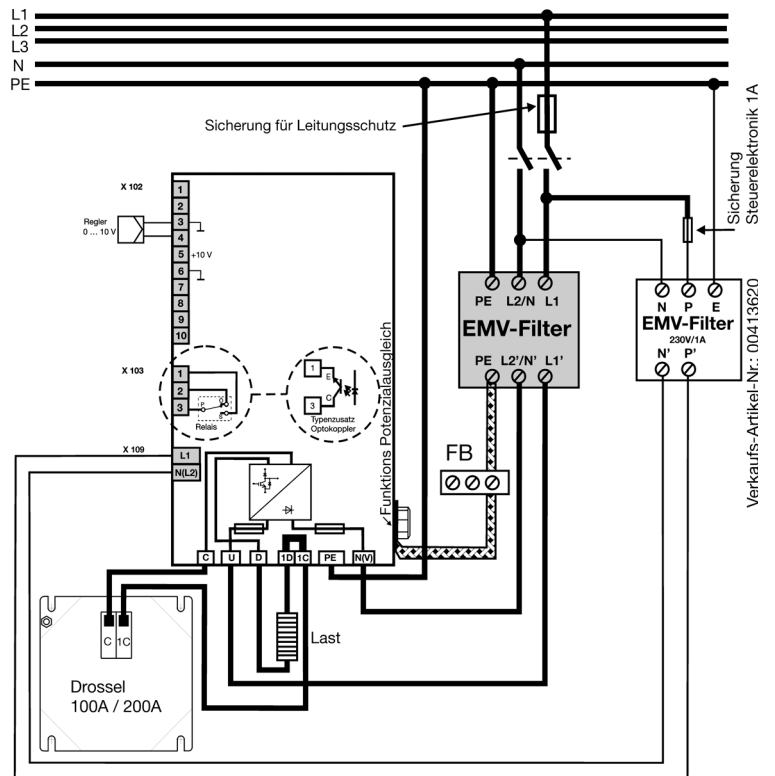 L1
L2
L3
N
PE
Sicherung für Leitungsschutz
Sicherung
Steuerelektronik 1A
X 102
1
2
3
4
5
+10 V
6
7
8
9
10
Regler
0 ... 10 V
PE
L2/N
L1
EMV-Filter
PE
L2'/N'
L1'
N
P
E
EMV-Filter
230V/1A
N'
P'
Verkaufs-Artikel-Nr.: 00413620
X 103
1
2
3
P
Ö
S
Relais
1
E
C
3
Typenzusatz
Optokoppler
Funktions Potenzialausgleich
X 109
L1
N(L2)
FB
C
U
D
1D
1C
PE
N(V)
C
1C
Last
Drossel
100A / 200A